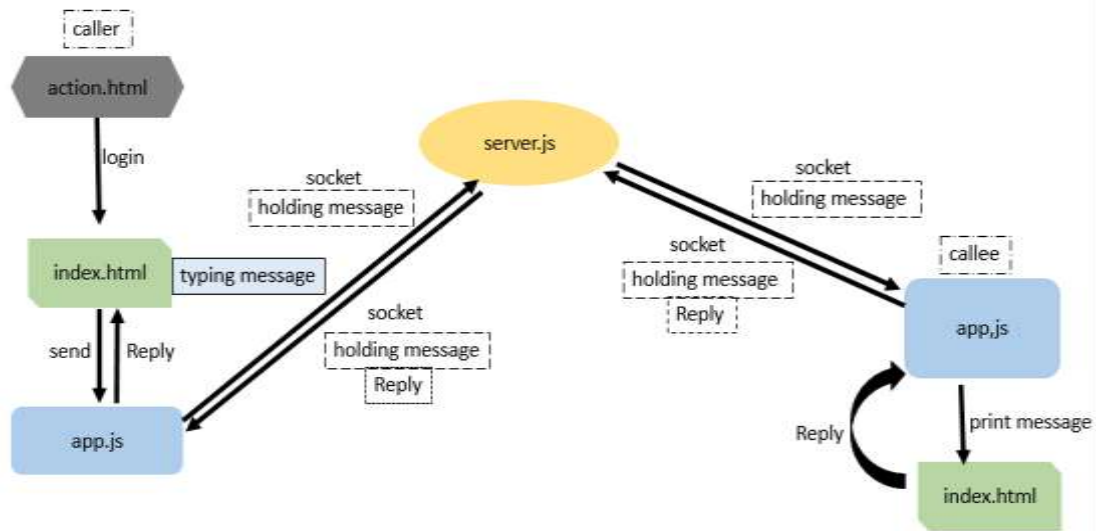 caller
action.html
login
server.js
socket
holding message
socket
holding message
socket
holding message
Reply
callee
index.html
typing message
app,js
send
Reply
socket
holding message
Reply
app.js
print message
Reply
index.html